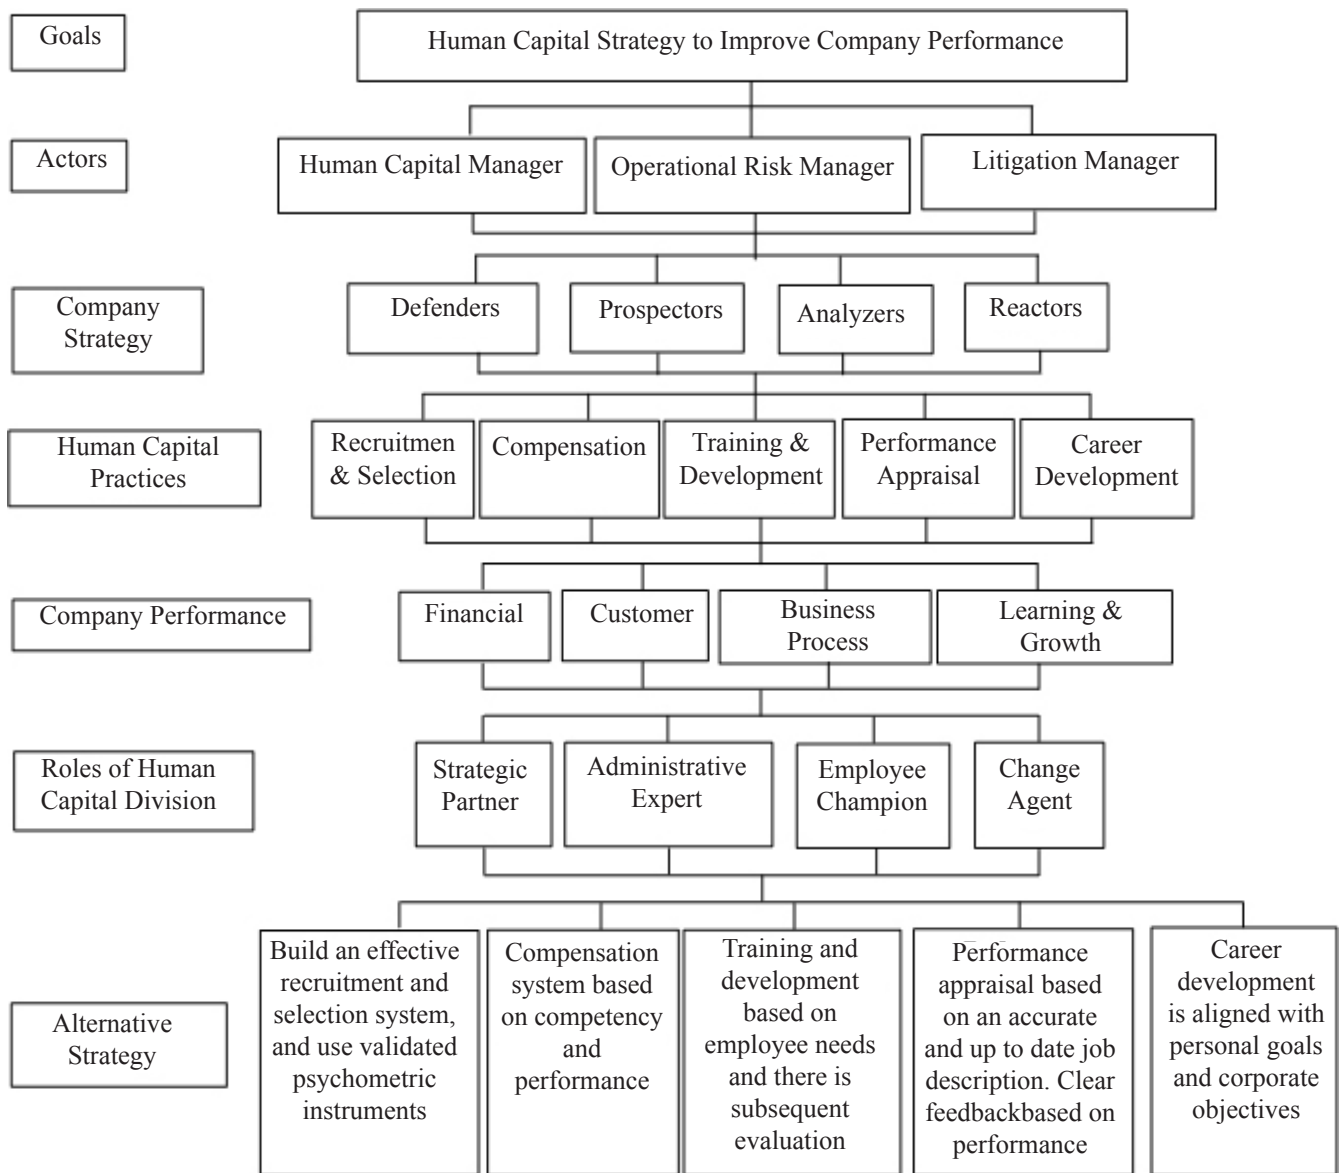 Goals
Human Capital Strategy to Improve Company Performance
Actors
Human Capital Manager
Operational Risk Manager
Litigation Manager
Company
Strategy
Defenders
Prospectors
Analyzers
Reactors
Human Capital
Practices
Recruitmen
& Selection
Compensation
Training &
Development
Performance
Appraisal
Career
Development
Company Performance
Financial
Customer
Business
Process
Learning &
Growth
Roles of Human
Capital Division
Strategic
Partner
Administrative
Expert
Employee
Champion
Change
Agent
Alternative
Strategy
Build an effective
recruitment and
selection system,
and use validated
psychometric
instruments
Compensation
system based
on competency
and
performance
Training and
development
based on
employee needs
and there is
subsequent
evaluation
Performance
appraisal based
on an accurate
and up to date job
description. Clear
feedbackbased on
performance
Career
development
is aligned with
personal goals
and corporate
objectives